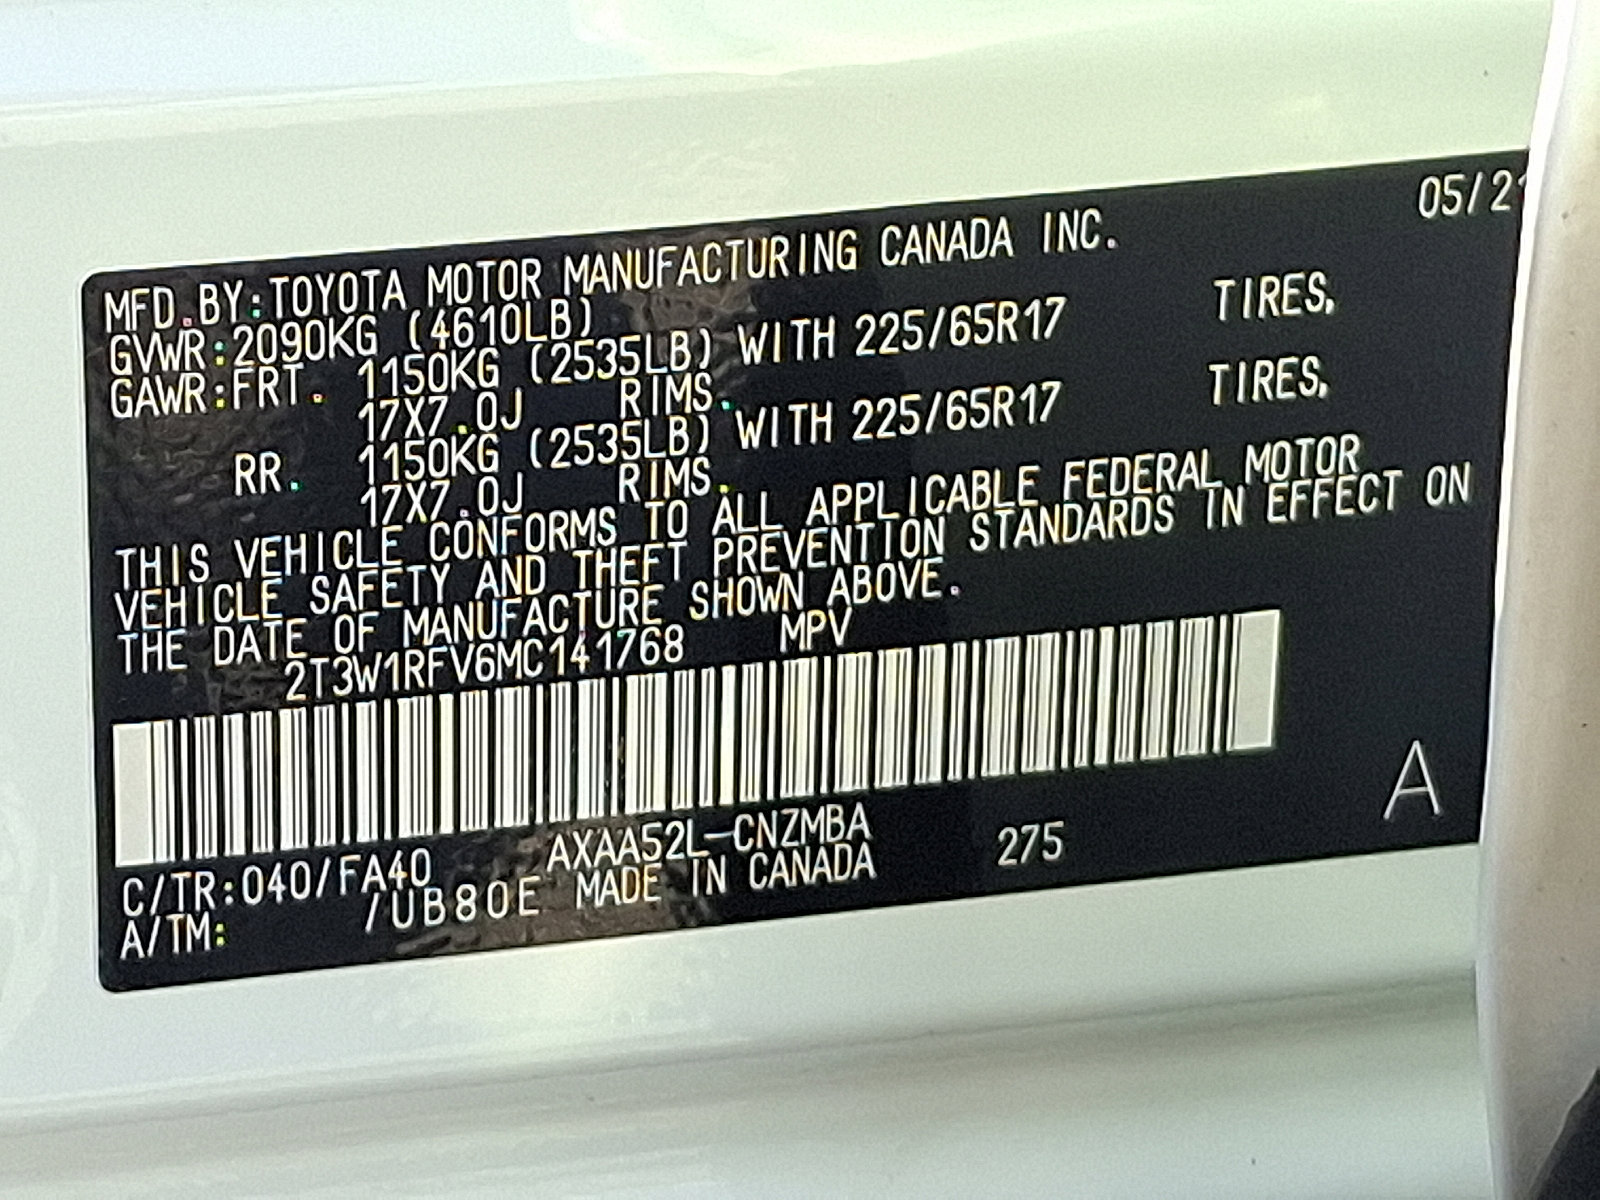 05/21
MFD.BY:TOYOTA MOTOR MANUFACTURING CANADA INC.
GVWR:2090KG (4610LB)
GAWR:FRT. 1150KG (2535LB) WITH 225/65R17 TIRES,
17X7.0J RIMS.
RR. 1150KG (2535LB) WITH 225/65R17 TIRES,
17X7.0J RIMS.
THIS VEHICLE CONFORMS TO ALL APPLICABLE FEDERAL MOTOR
VEHICLE SAFETY AND THEFT PREVENTION STANDARDS IN EFFECT ON
THE DATE OF MANUFACTURE SHOWN ABOVE.
2T3W1RFV6MC141768 MPV
C/TR:040/FA40 AXAA52L-CNZMBA 275 A
A/TM: /UB80E MADE IN CANADA